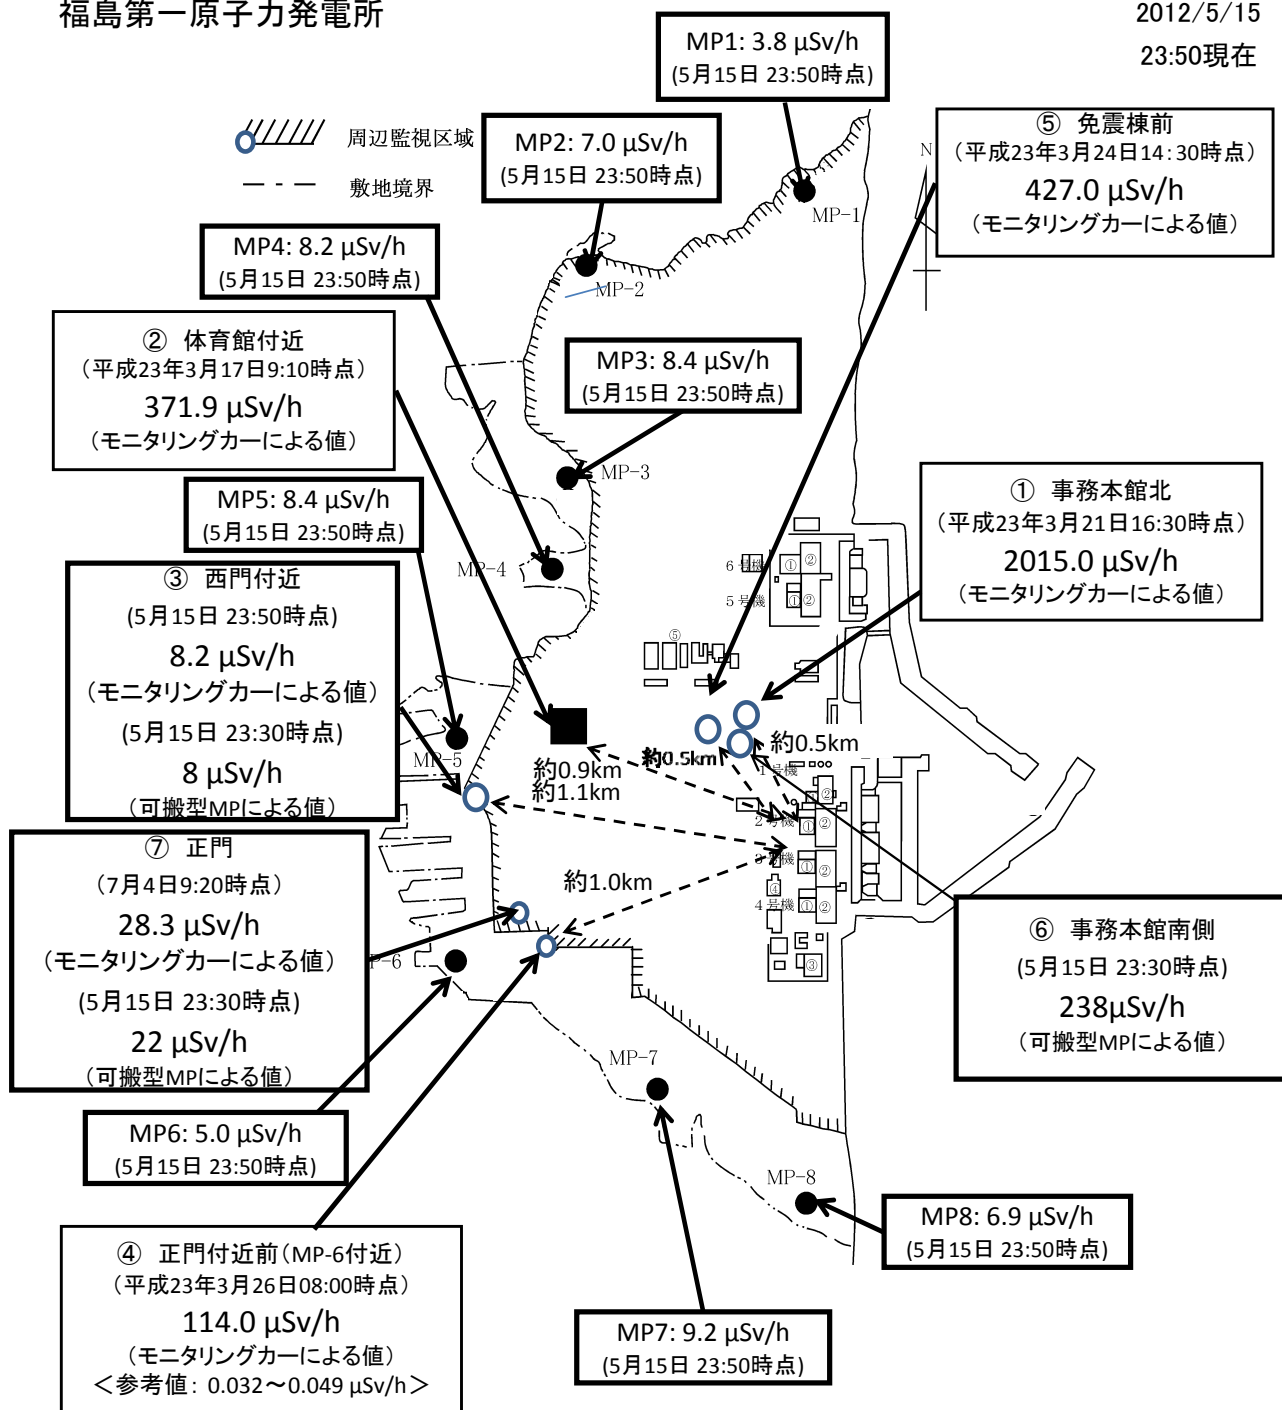 福島第一原子力発電所
2012/5/15
23:50現在
周辺監視区域
敷地境界
MP1: 3.8 μSv/h
(5月15日 23:50時点)
MP2: 7.0 μSv/h
(5月15日 23:50時点)
⑤ 免震棟前
(平成23年3月24日14:30時点)
427.0 μSv/h
(モニタリングカーによる値)
N
MP-1
MP4: 8.2 μSv/h
(5月15日 23:50時点)
MP-2
② 体育館付近
(平成23年3月17日9:10時点)
371.9 μSv/h
(モニタリングカーによる値)
MP3: 8.4 μSv/h
(5月15日 23:50時点)
MP-3
MP5: 8.4 μSv/h
(5月15日 23:50時点)
① 事務本館北
(平成23年3月21日16:30時点)
2015.0 μSv/h
(モニタリングカーによる値)
MP-4
6号機
① ②
5号機
① ②
⑤
③ 西門付近
(5月15日 23:50時点)
8.2 μSv/h
(モニタリングカーによる値)
(5月15日 23:30時点)
8 μSv/h
(可搬型MPによる値)
MP-5
約0.9km
約1.1km
約0.5km
約0.5km
1号機
②
2号機
① ②
3号機
① ②
④
4号機
① ②
③
約1.0km
⑦ 正門
(7月4日9:20時点)
28.3 μSv/h
(モニタリングカーによる値)
(5月15日 23:30時点)
22 μSv/h
(可搬型MPによる値)
P-6
⑥ 事務本館南側
(5月15日 23:30時点)
238μSv/h
(可搬型MPによる値)
MP-7
MP6: 5.0 μSv/h
(5月15日 23:50時点)
MP-8
MP8: 6.9 μSv/h
(5月15日 23:50時点)
④ 正門付近前(MP-6付近)
(平成23年3月26日08:00時点)
114.0 μSv/h
(モニタリングカーによる値)
<参考値: 0.032～0.049 μSv/h>
MP7: 9.2 μSv/h
(5月15日 23:50時点)